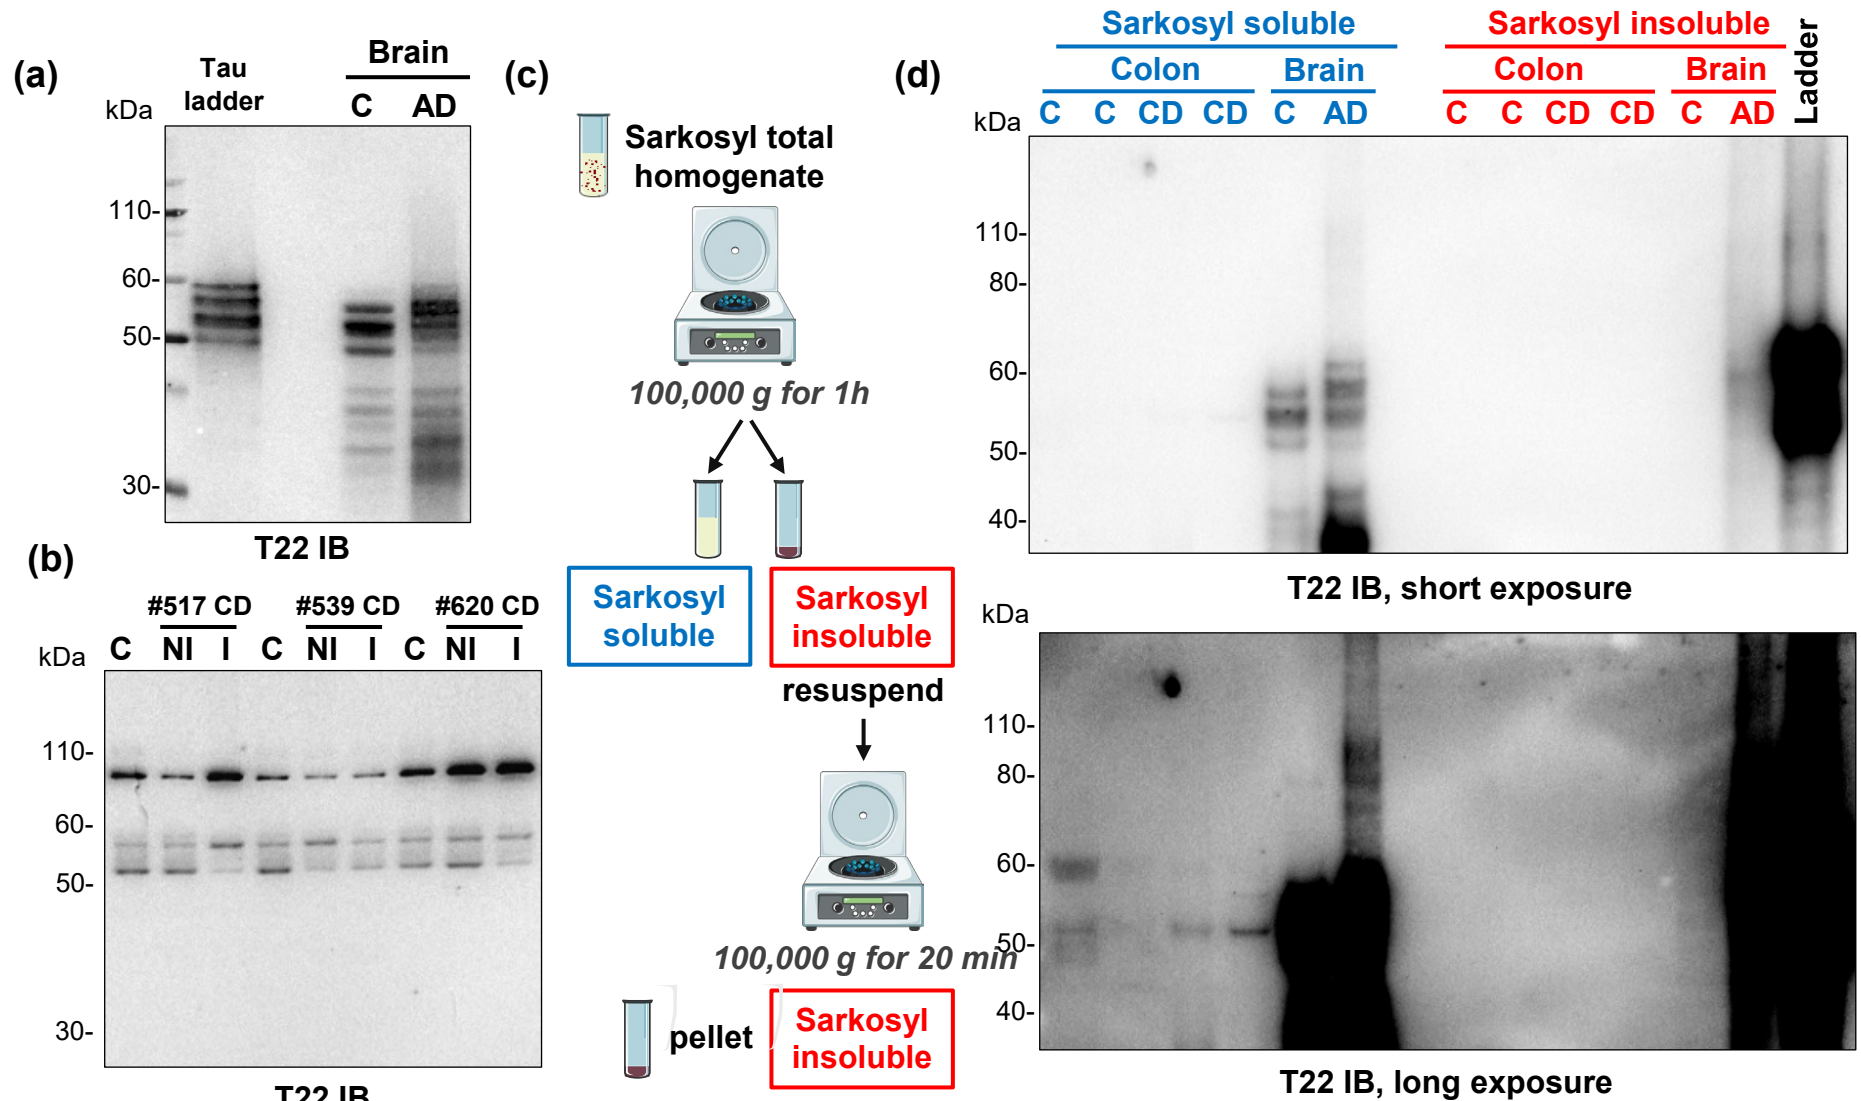 (a)
Tau
ladder
Brain
C AD
kDa
110-
60-
50-
30-
T22 IB
(b)
#517 CD #539 CD #620 CD
kDa C NI I C NI I C NI I
110-
60-
50-
30-
T22 IB
(c)
Sarkosyl total
homogenate
100,000 g for 1h
Sarkosyl
soluble
Sarkosyl
insoluble
resuspend
100,000 g for 20 min
pellet
Sarkosyl
insoluble
(d)
Sarkosyl soluble Sarkosyl insoluble
Colon Brain Colon Brain
C C CD CD C AD C C CD CD C AD
Ladder
kDa
110-
80-
60-
50-
40-
T22 IB, short exposure
kDa
110-
80-
60-
50-
40-
T22 IB, long exposure